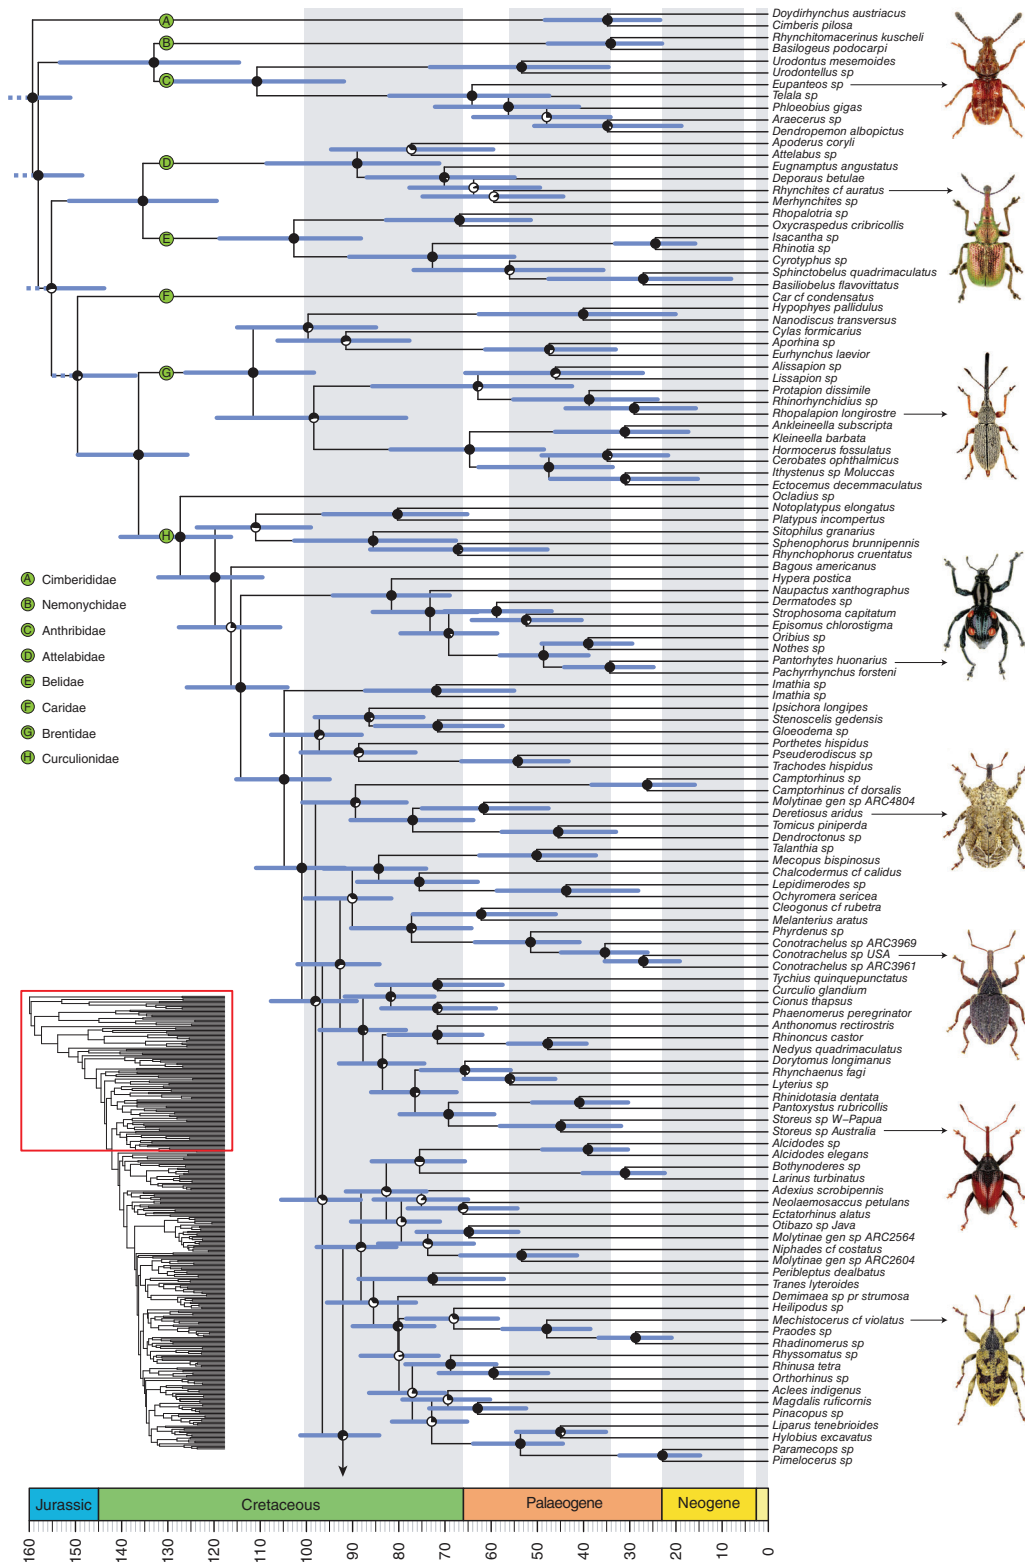 Doydirhynchus austriacus
Cimberis pilosa
Rhynchitomacerinus kuscheli
Basilogeus podocarpi
Urodontus mesemoides
Urodontellus sp
Eupanteos sp
Telala sp
Phloeobius gigas
Araecerus sp
Dendropemon albopictus
Apoderus coryli
Attelabus sp
Eugnamptus angustatus
Deporaus betulae
Rhynchites cf auratus
Merhynchites sp
Rhopalotria sp
Oxycraspedus cribricollis
Isacantha sp
Rhinotia sp
Cyrotyphus sp
Sphinctobelus quadrimaculatus
Basiliobelus flavovittatus
Car cf condensatus
Hypophyes pallidulus
Nanodiscus transversus
Cylas formicarius
Aporhina sp
Eurhynchus laevior
Alissapion sp
Lissapion sp
Protapion dissimile
Rhinorhynchidius sp
Rhopalapion longirostre
Ankleineella subscripta
Kleineella barbata
Hormocerus fossulatus
Cerobates ophthalmicus
Ithystenus sp Moluccas
Ectocemus decemmaculatus
Ocladius sp
Notoplatypus elongatus
Platypus incompertus
Sitophilus granarius
Sphenophorus brunnipennis
Rhynchophorus cruentatus
Bagous americanus
Hypera postica
Naupactus xanthographus
Dermatodes sp
Strophosoma capitatum
Episomus chlorostigma
Oribius sp
Nothes sp
Pantorhytes huonarius
Pachyrrhynchus forsteni
Imathia sp
Imathia sp
Ipsichora longipes
Stenoscelis gedensis
Gloeodema sp
Porthetes hispidus
Pseuderodiscus sp
Trachodes hispidus
Camptorhinus sp
Camptorhinus cf dorsalis
Molytinae gen sp ARC4804
Deretiosus aridus
Tomicus piniperda
Dendroctonus sp
Talanthia sp
Mecopus bispinosus
Chalcodermus cf calidus
Lepidimerodes sp
Ochyromera sericea
Cleogonus cf rubetra
Melanterius aratus
Phyrdenus sp
Conotrachelus sp ARC3969
Conotrachelus sp USA
Conotrachelus sp ARC3961
Tychius quinquepunctatus
Curculio glandium
Cionus thapsus
Phaenomerus peregrinator
Anthonomus rectirostris
Rhinoncus castor
Nedyus quadrimaculatus
Dorytomus longimanus
Rhynchaenus fagi
Lyterius sp
Rhinidotasia dentata
Pantoxystus rubricollis
Storeus sp W–Papua
Storeus sp Australia
Alcidodes sp
Alcidodes elegans
Bothynoderes sp
Larinus turbinatus
Adexius scrobipennis
Neolaemosaccus petulans
Ectatorhinus alatus
Otibazo sp Java
Molytinae gen sp ARC2564
Niphades cf costatus
Molytinae gen sp ARC2604
Peribleptus dealbatus
Tranes lyteroides
Demimaea sp pr strumosa
Heilipodus sp
Mechistocerus cf violatus
Praodes sp
Rhadinomerus sp
Rhyssomatus sp
Rhinusa tetra
Orthorhinus sp
Aclees indigenus
Magdalis ruficornis
Pinacopus sp
Liparus tenebrioides
Hylobius excavatus
Paramecops sp
Pimelocerus sp
A
B
C
D
E
F
G
H
A Cimberididae
B Nemonychidae
C Anthribidae
D Attelabidae
E Belidae
F Caridae
G Brentidae
H Curculionidae
Jurassic Cretaceous Palaeogene Neogene
160 150 140 130 120 110 100 90 80 70 60 50 40 30 20 10 0